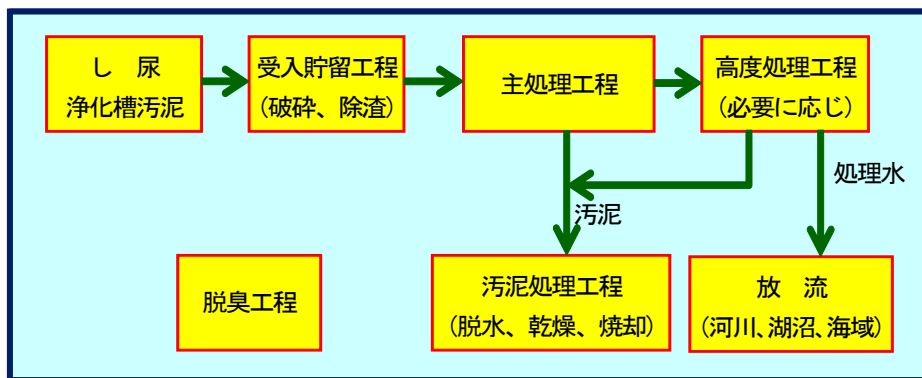 し 尿
浄化槽汚泥
受入貯留工程
(破砕、除渣)
主処理工程
高度処理工程
(必要に応じ)
処理水
汚泥
脱臭工程
汚泥処理工程
(脱水、乾燥、焼却)
放 流
(河川、湖沼、海域)